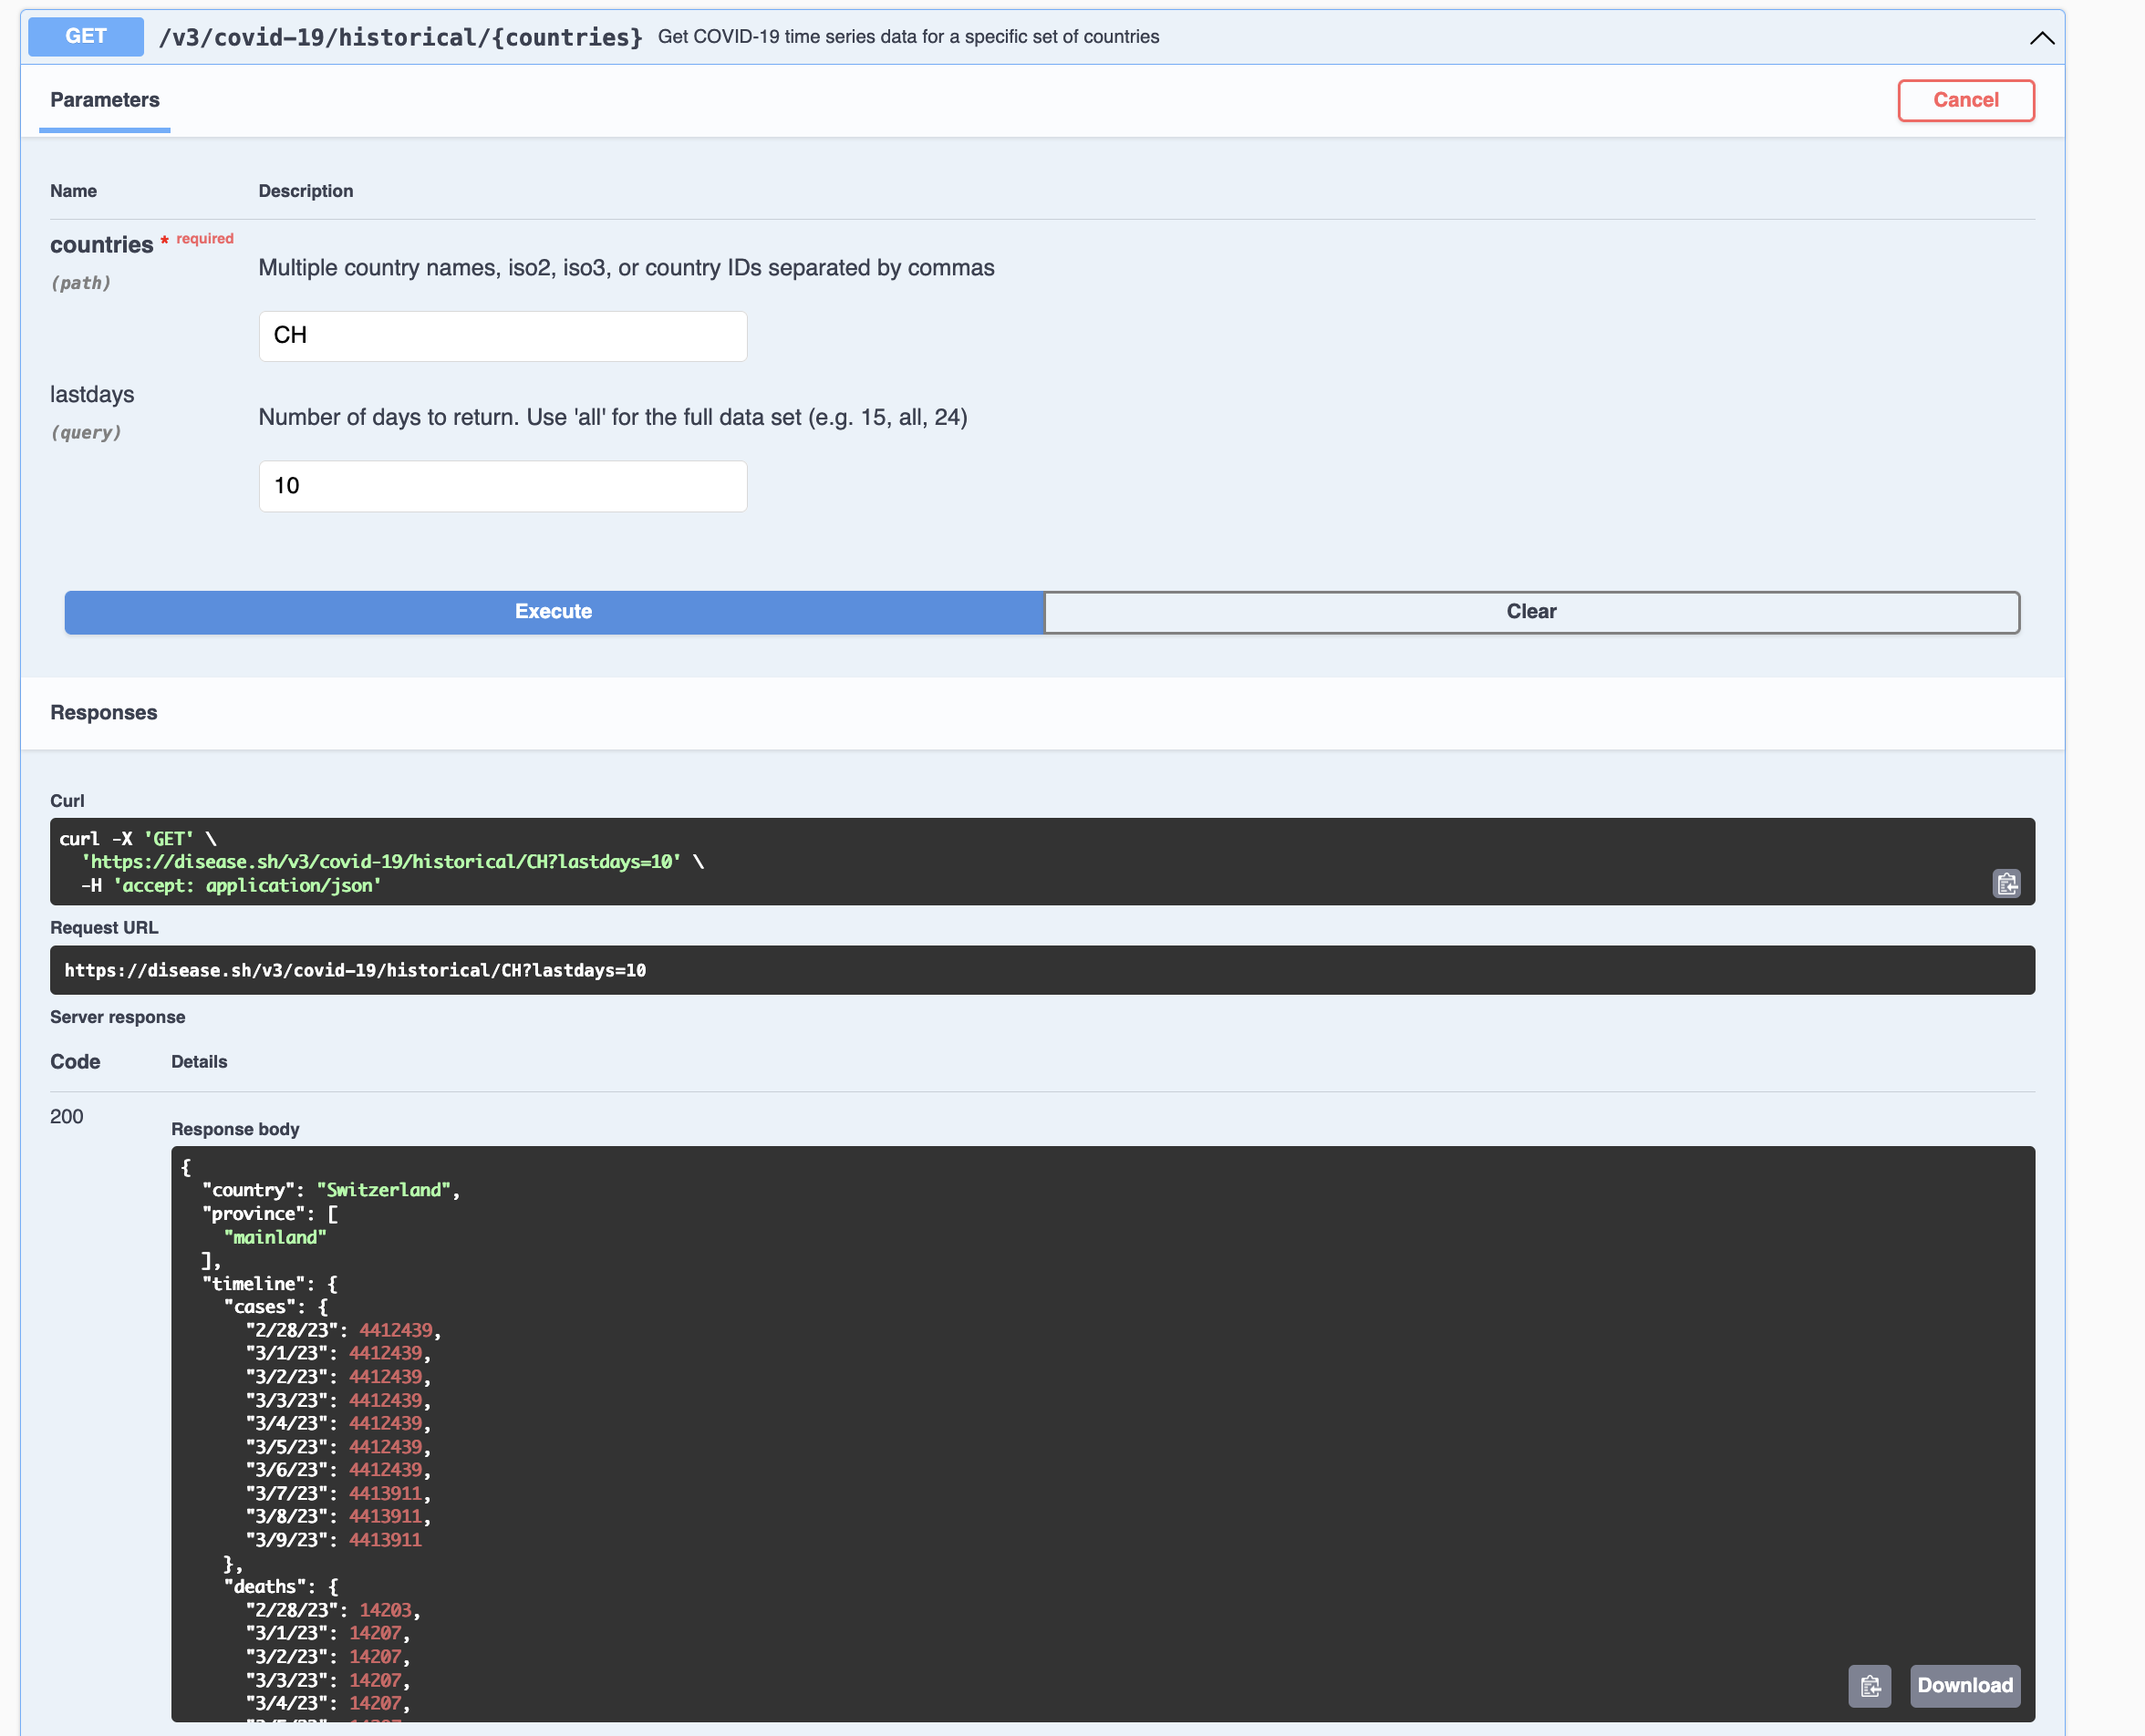 GET /v3/covid-19/historical/{countries} Get COVID-19 time series data for a specific set of countries
Parameters
Cancel
Name Description
countries * required
(path)
Multiple country names, iso2, iso3, or country IDs separated by commas
CH
lastdays
(query)
Number of days to return. Use 'all' for the full data set (e.g. 15, all, 24)
10
Execute Clear
Responses
Curl
curl -X 'GET' \
'https://disease.sh/v3/covid-19/historical/CH?lastdays=10' \
-H 'accept: application/json'
Request URL
https://disease.sh/v3/covid-19/historical/CH?lastdays=10
Server response
Code Details
200
Response body
{
"country": "Switzerland",
"province": [
"mainland"
],
"timeline": {
"cases": {
"2/28/23": 4412439,
"3/1/23": 4412439,
"3/2/23": 4412439,
"3/3/23": 4412439,
"3/4/23": 4412439,
"3/5/23": 4412439,
"3/6/23": 4412439,
"3/7/23": 4413911,
"3/8/23": 4413911,
"3/9/23": 4413911
},
"deaths": {
"2/28/23": 14203,
"3/1/23": 14207,
"3/2/23": 14207,
"3/3/23": 14207,
"3/4/23": 14207,
Download